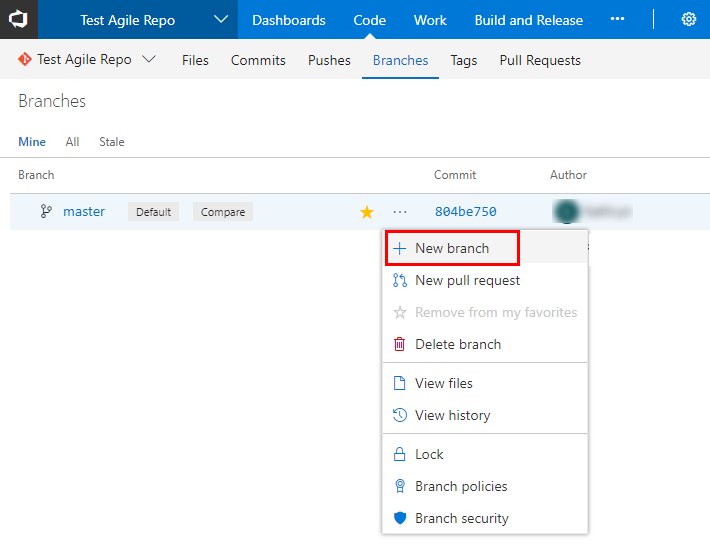 Test Agile Repo Dashboards Code Work Build and Release ...
Test Agile Repo Files Commits Pushes Branches Tags Pull Requests
Branches
Mine All Stale
Branch Commit Author
master Default Compare ... 804be750
New branch
New pull request
Remove from my favorites
Delete branch
View files
View history
Lock
Branch policies
Branch security